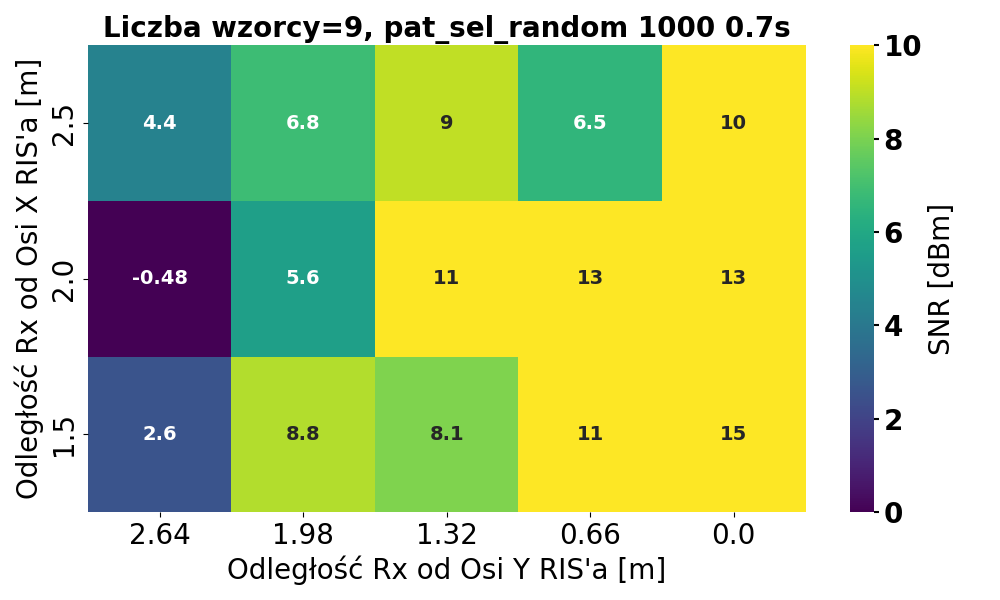 Liczba wzorcy=9, pat_sel_random 1000 0.7s
Odległość Rx od Osi X RIS'a [m]
2.5
4.4 6.8 9 6.5 10
2.0
-0.48 5.6 11 13 13
1.5
2.6 8.8 8.1 11 15
2.64 1.98 1.32 0.66 0.0
Odległość Rx od Osi Y RIS'a [m]
10
8
6
4
2
0
SNR [dBm]